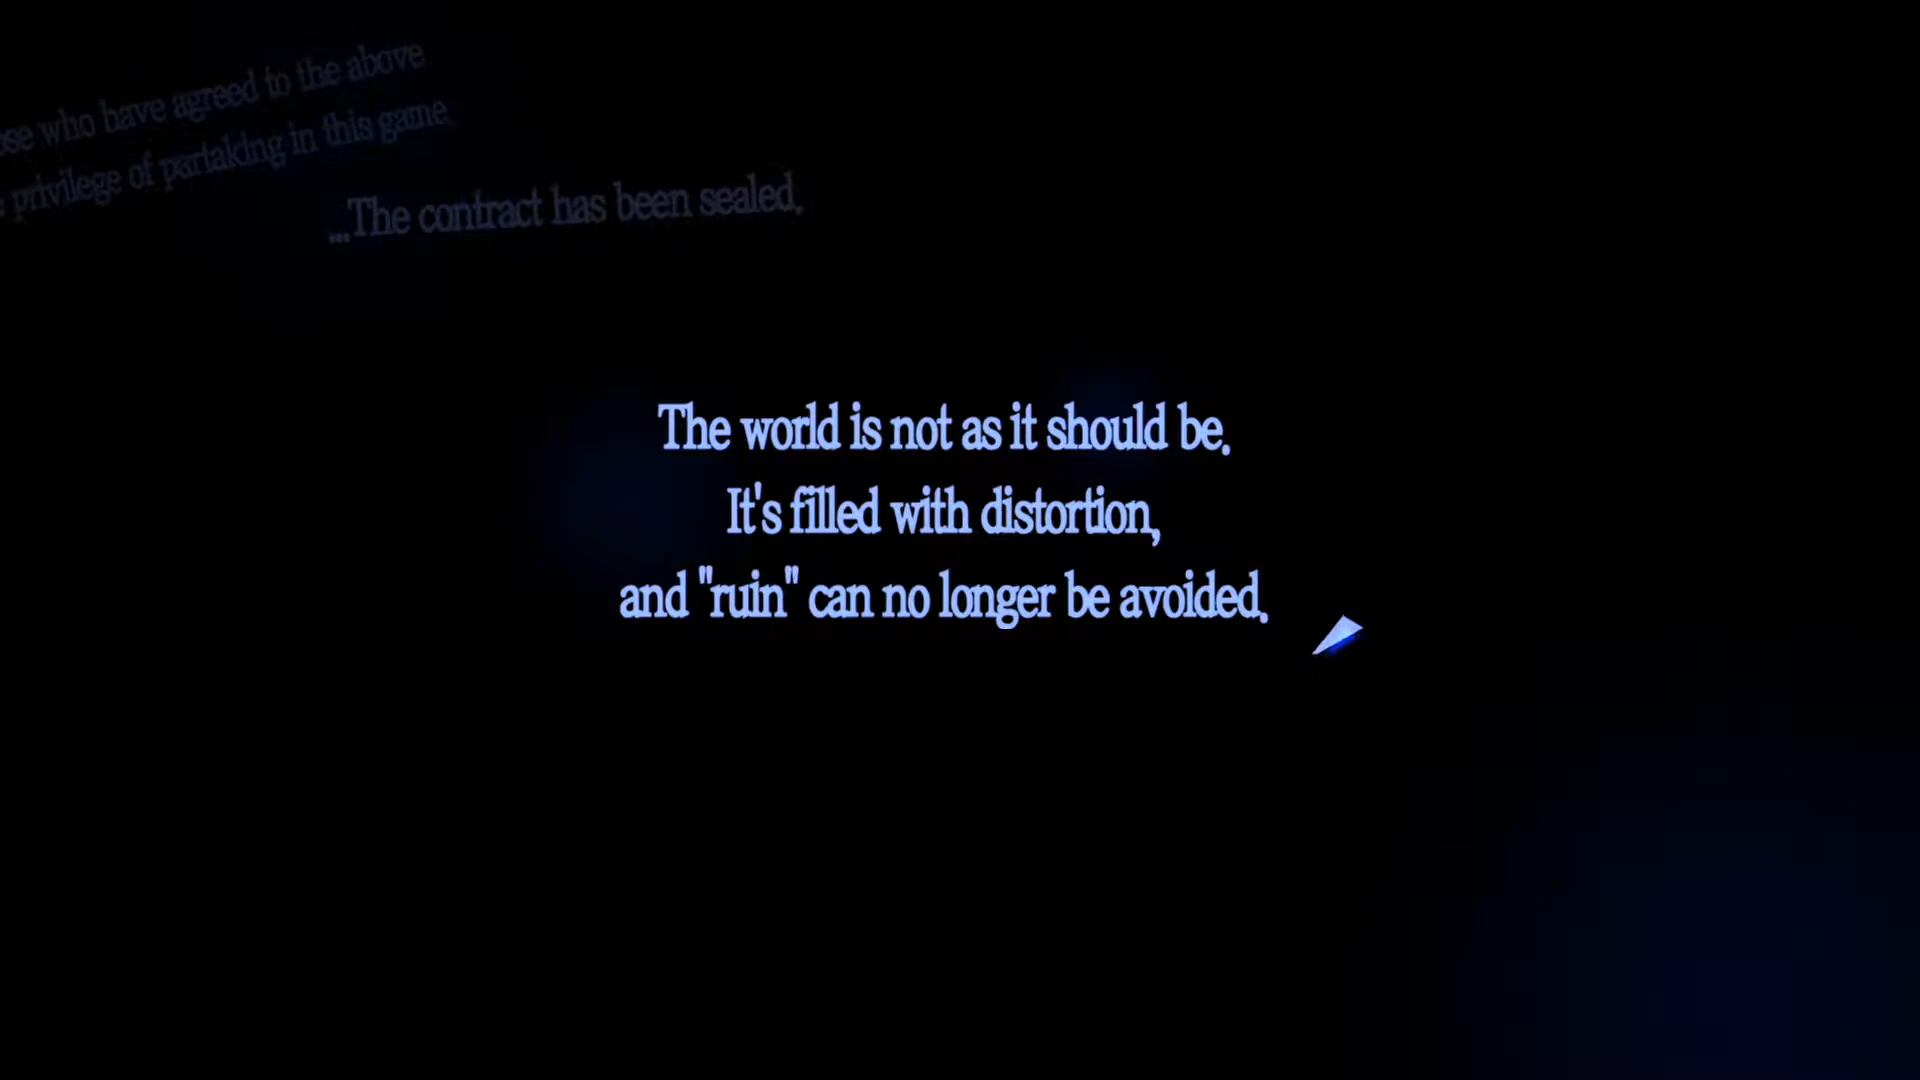 who have agreed to the above
privilege of partaking in this game.
...The contract has been sealed.
The world is not as it should be.
It's filled with distortion,
and "ruin" can no longer be avoided.